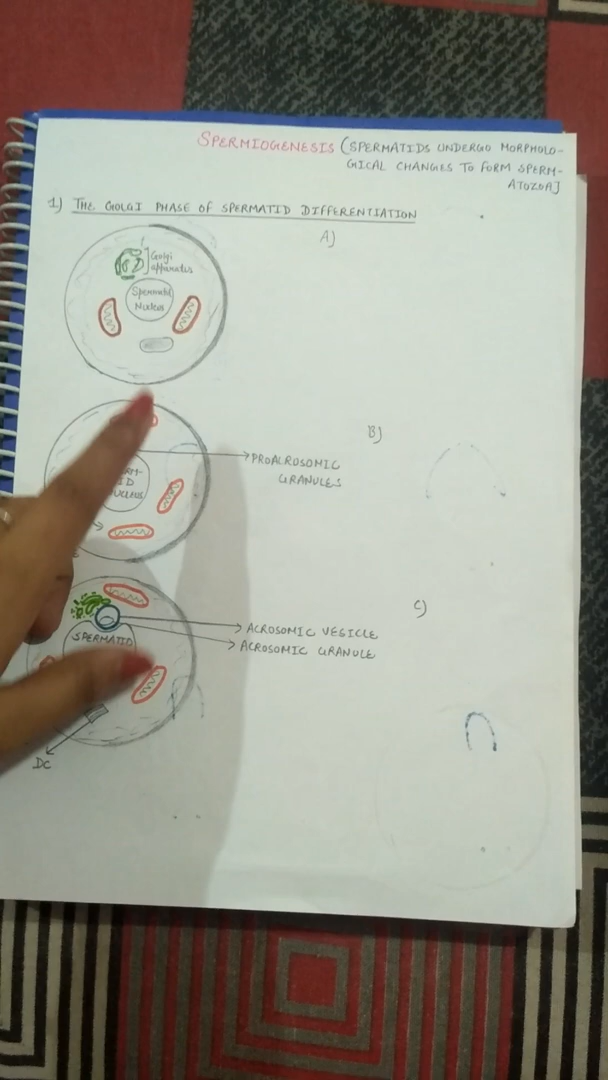 SPERMIOGENESIS (SPERMATIDS UNDERGO MORPHOLO-
GICAL CHANGES TO FORM SPERM-
ATOZOA]
1) THE GOLGI PHASE OF SPERMATID DIFFERENTIATION
A)
Golgi
apparatus
Spermatid
Nucleus
B)
PROACROSOMIC
GRANULES
C)
ACROSOMIC VESICLE
ACROSOMIC GRANULE
SPERMATID
DC